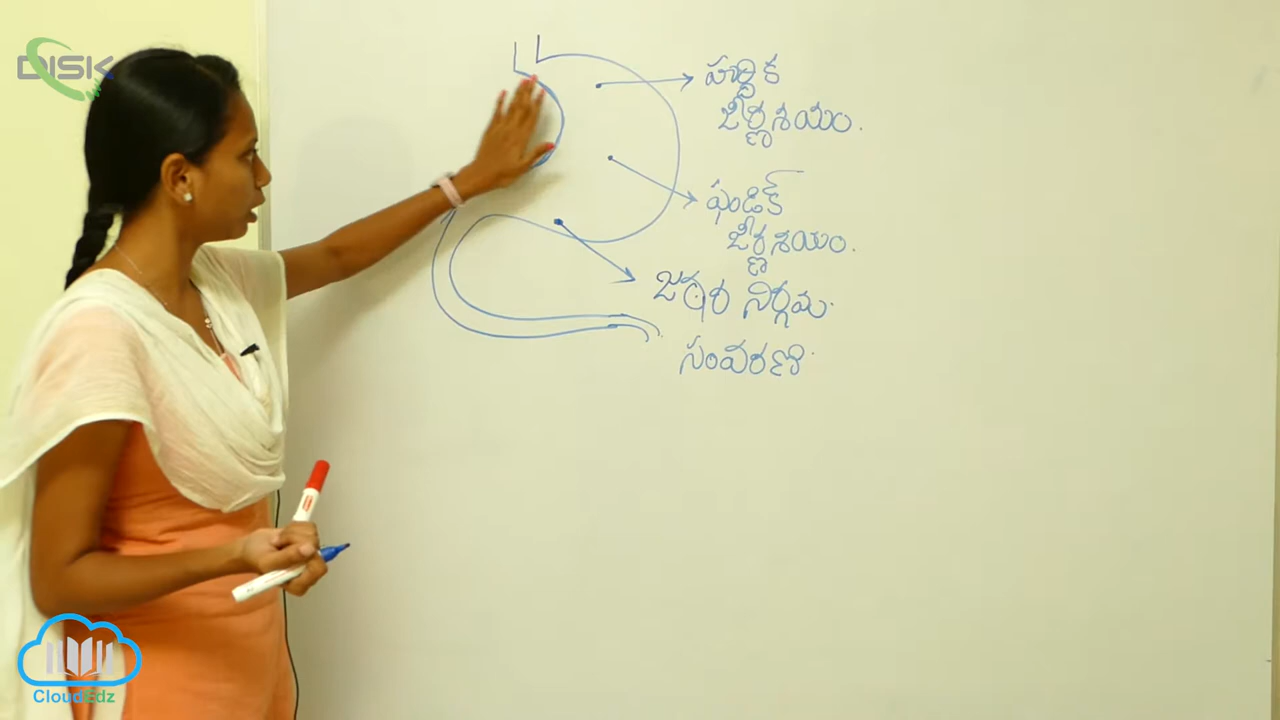 DISK
హార్దిక
జీర్ణశయం.
ఫండిక్
జీర్ణశయం.
జఠర నిర్గమ
సంవరణి
CloudEdz